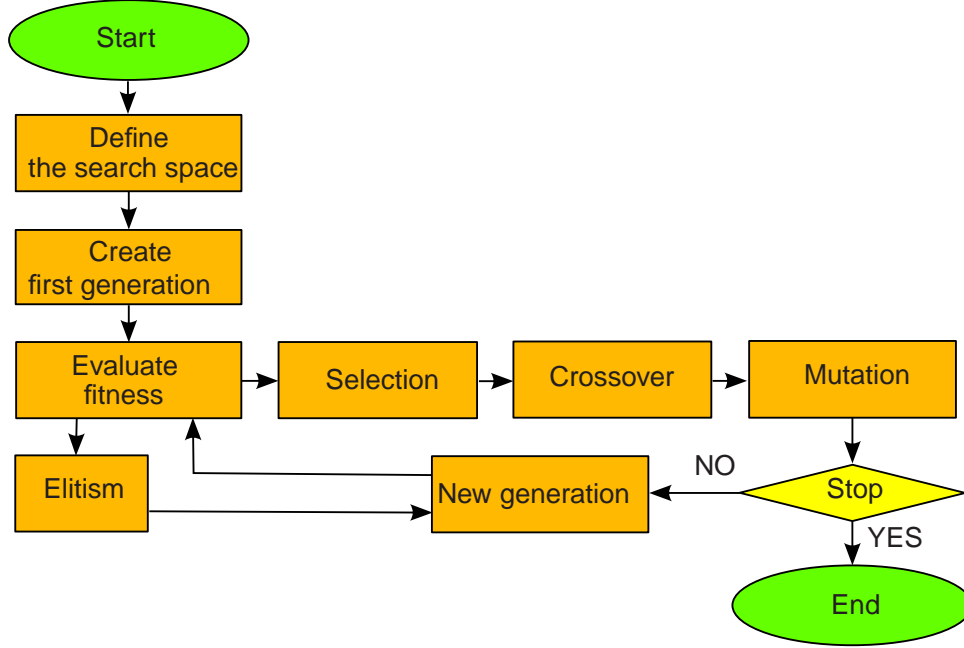 Start
Define
the search space
Create
first generation
Evaluate
fitness
Selection
Crossover
Mutation
Elitism
New generation
NO
Stop
YES
End